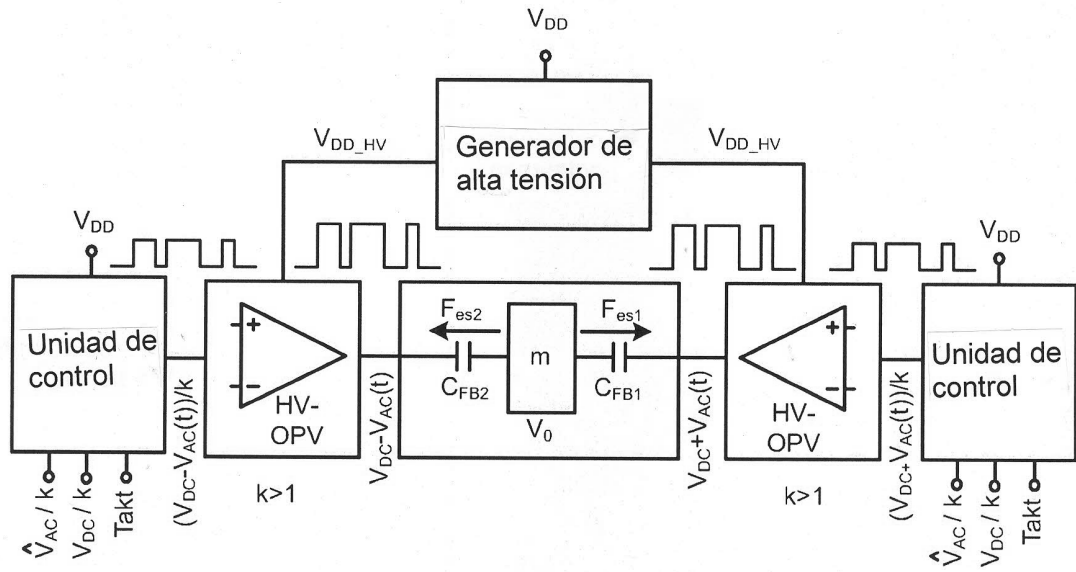 V_DD
Generador de
alta tensión
V_DD_HV
V_DD_HV
V_DD
V_DD
Unidad de
control
HV-
OPV
k>1
F_es2
F_es1
m
C_FB2
C_FB1
V_0
HV-
OPV
k>1
Unidad de
control
(V_DC-V_AC(t))/k
V_DC-V_AC(t)
V_DC+V_AC(t)
(V_DC+V_AC(t))/k
V̂_AC / k
V_DC / k
Takt
V̂_AC / k
V_DC / k
Takt